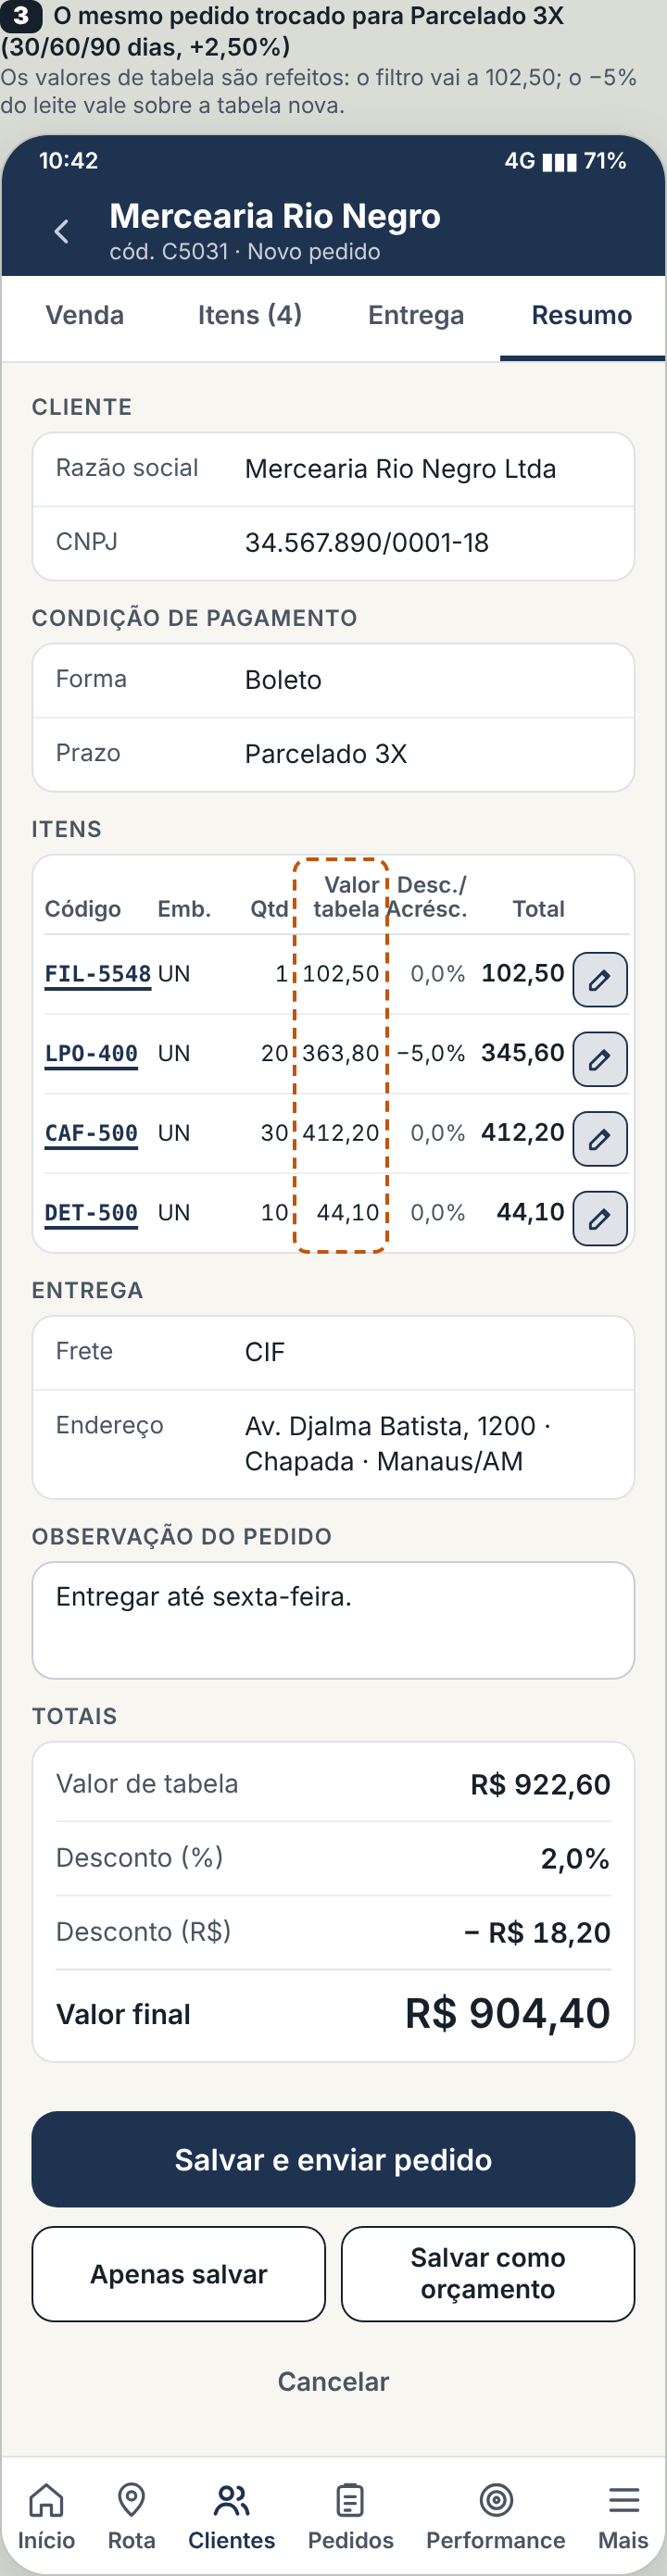 3 O mesmo pedido trocado para Parcelado 3X
(30/60/90 dias, +2,50%)
Os valores de tabela são refeitos: o filtro vai a 102,50; o −5%
do leite vale sobre a tabela nova.
10:42 4G 71%
Mercearia Rio Negro
cód. C5031 · Novo pedido
Venda Itens (4) Entrega Resumo
CLIENTE
Razão social Mercearia Rio Negro Ltda
CNPJ 34.567.890/0001-18
CONDIÇÃO DE PAGAMENTO
Forma Boleto
Prazo Parcelado 3X
ITENS
Valor Desc./
Código Emb. Qtd tabela Acrésc. Total
FIL-5548 UN 1 102,50 0,0% 102,50
LPO-400 UN 20 363,80 −5,0% 345,60
CAF-500 UN 30 412,20 0,0% 412,20
DET-500 UN 10 44,10 0,0% 44,10
ENTREGA
Frete CIF
Endereço Av. Djalma Batista, 1200 ·
Chapada · Manaus/AM
OBSERVAÇÃO DO PEDIDO
Entregar até sexta-feira.
TOTAIS
Valor de tabela R$ 922,60
Desconto (%) 2,0%
Desconto (R$) − R$ 18,20
Valor final R$ 904,40
Salvar e enviar pedido
Apenas salvar
Salvar como
orçamento
Cancelar
Início Rota Clientes Pedidos Performance Mais